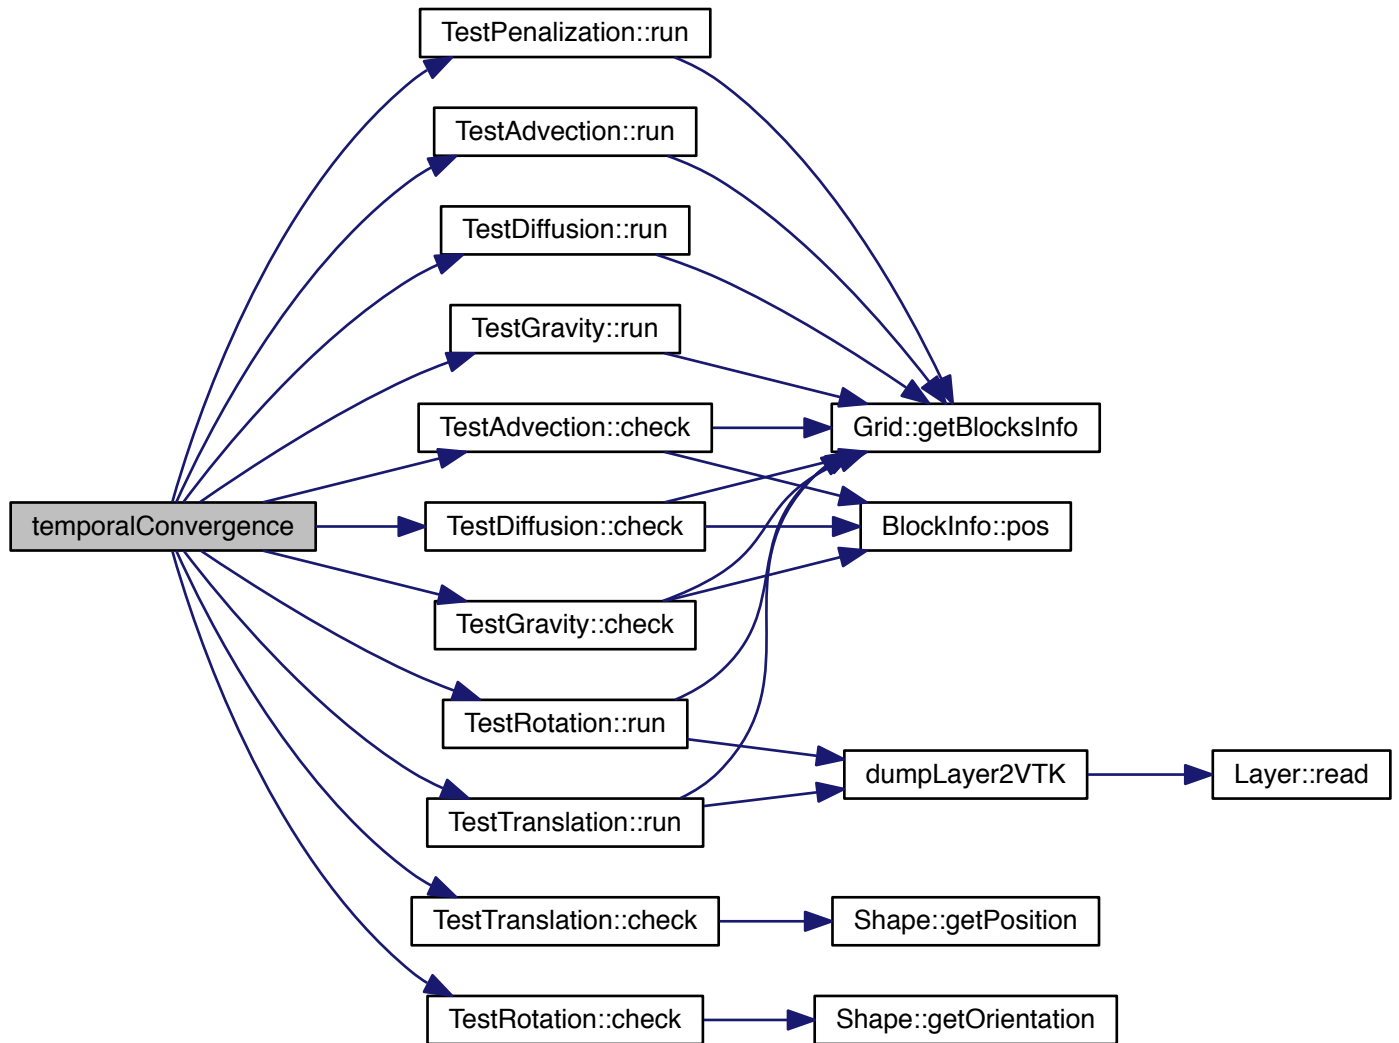 TestPenalization::run
TestAdvection::run
TestDiffusion::run
TestGravity::run
TestAdvection::check
Grid::getBlocksInfo
temporalConvergence
TestDiffusion::check
BlockInfo::pos
TestGravity::check
TestRotation::run
dumpLayer2VTK
Layer::read
TestTranslation::run
TestTranslation::check
Shape::getPosition
TestRotation::check
Shape::getOrientation